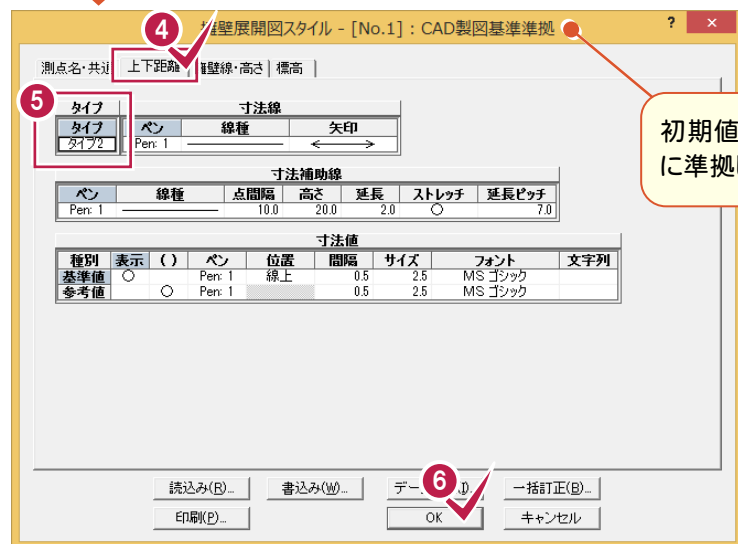 4
擁壁展開図スタイル - [No.1] : CAD製図基準準拠
? ×
測点名・共通 上下距離 擁壁線・高さ 標高
5
初期値
に準拠
タイプ 寸法線
タイプ ペン 線種 矢印
タイプ2 Pen: 1
寸法補助線
ペン 線種 点間隔 高さ 延長 ストレッチ 延長ピッチ
Pen: 1 10.0 20.0 2.0 ○ 7.0
寸法値
種別 表示 ( ) ペン 位置 間隔 サイズ フォント 文字列
基準値 ○ Pen: 1 線上 0.5 2.5 MS ゴシック
参考値 ○ Pen: 1 0.5 2.5 MS ゴシック
6
読込み(R)... 書込み(W)... デー 一括訂正(B)...
印刷(P)... OK キャンセル